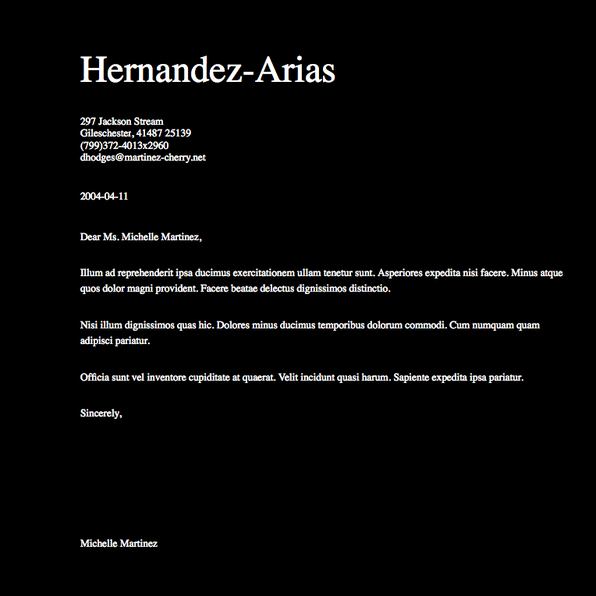 Hernandez-Arias
297 Jackson Stream
Gileschester, 41487 25139
(799)372-4013x2960
dhodges@martinez-cherry.net
2004-04-11
Dear Ms. Michelle Martinez,
Illum ad reprehenderit ipsa ducimus exercitationem ullam tenetur sunt. Asperiores expedita nisi facere. Minus atque
quos dolor magni provident. Facere beatae delectus dignissimos distinctio.
Nisi illum dignissimos quas hic. Dolores minus ducimus temporibus dolorum commodi. Cum numquam quam
adipisci pariatur.
Officia sunt vel inventore cupiditate at quaerat. Velit incidunt quasi harum. Sapiente expedita ipsa pariatur.
Sincerely,
Michelle Martinez